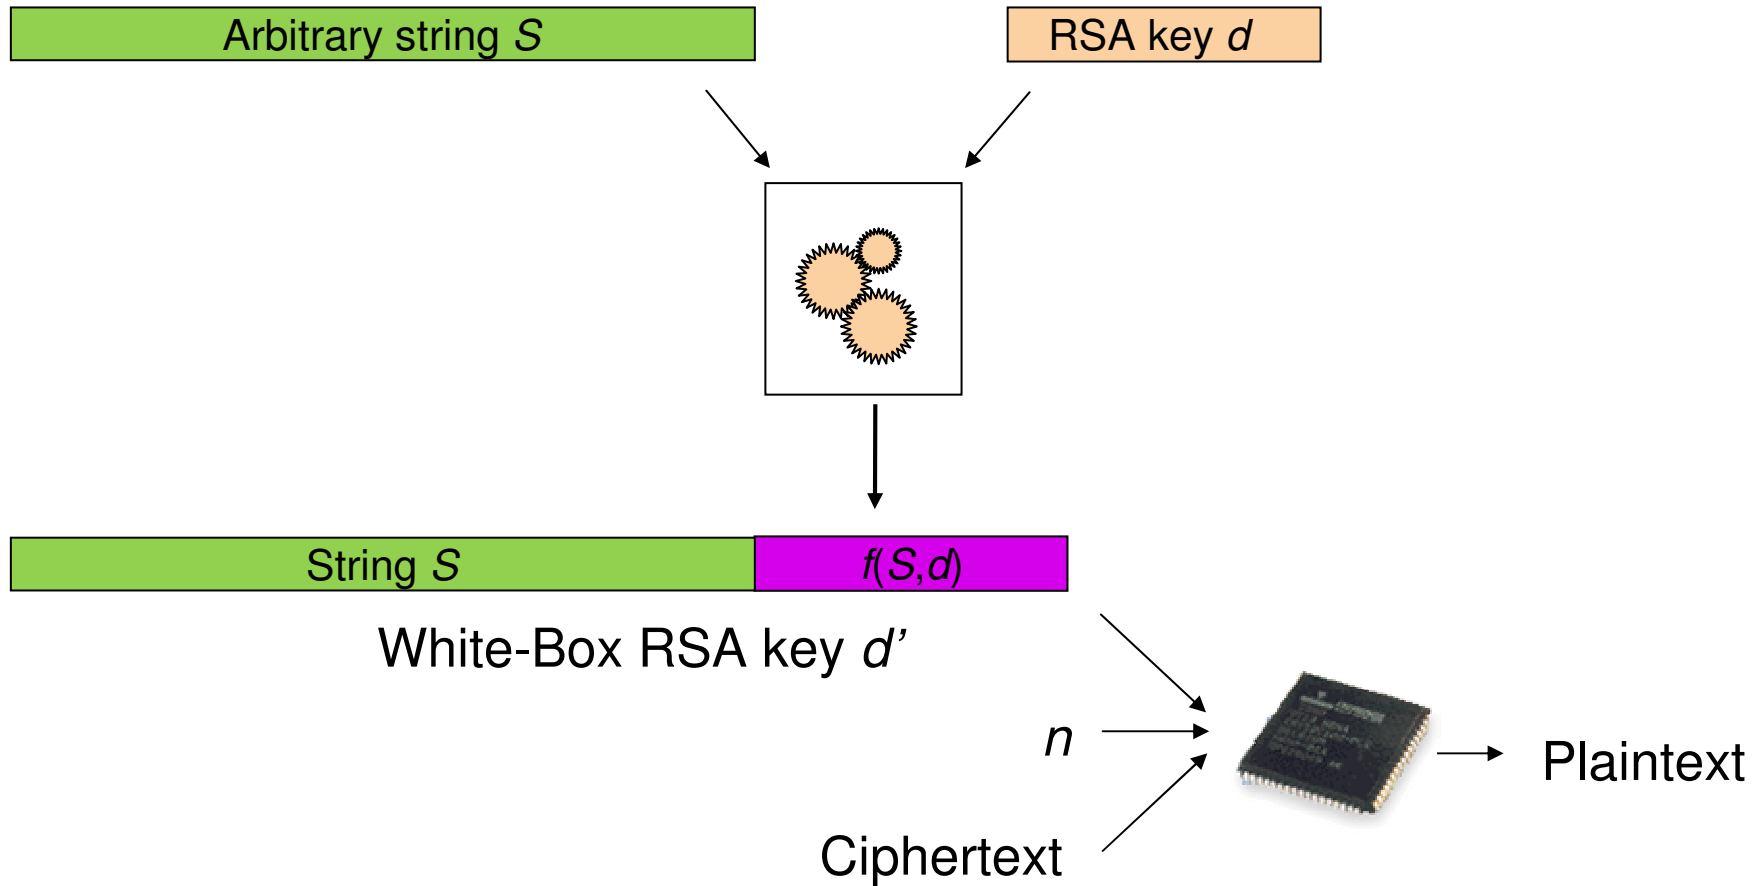 Arbitrary string S
RSA key d
String S
f(S,d)
White-Box RSA key d’
n
Plaintext
Ciphertext